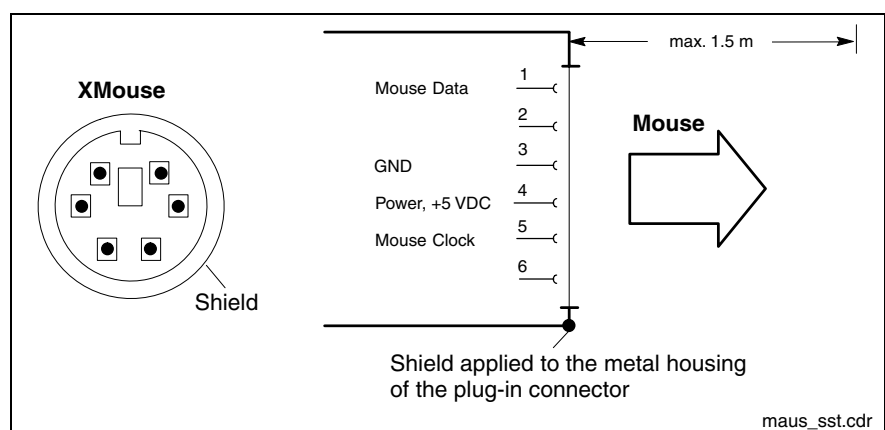 max. 1.5 m
XMouse
Mouse Data
1
2
Mouse
GND
3
Power, +5 VDC
4
Mouse Clock
5
6
Shield
Shield applied to the metal housing
of the plug-in connector
maus_sst.cdr